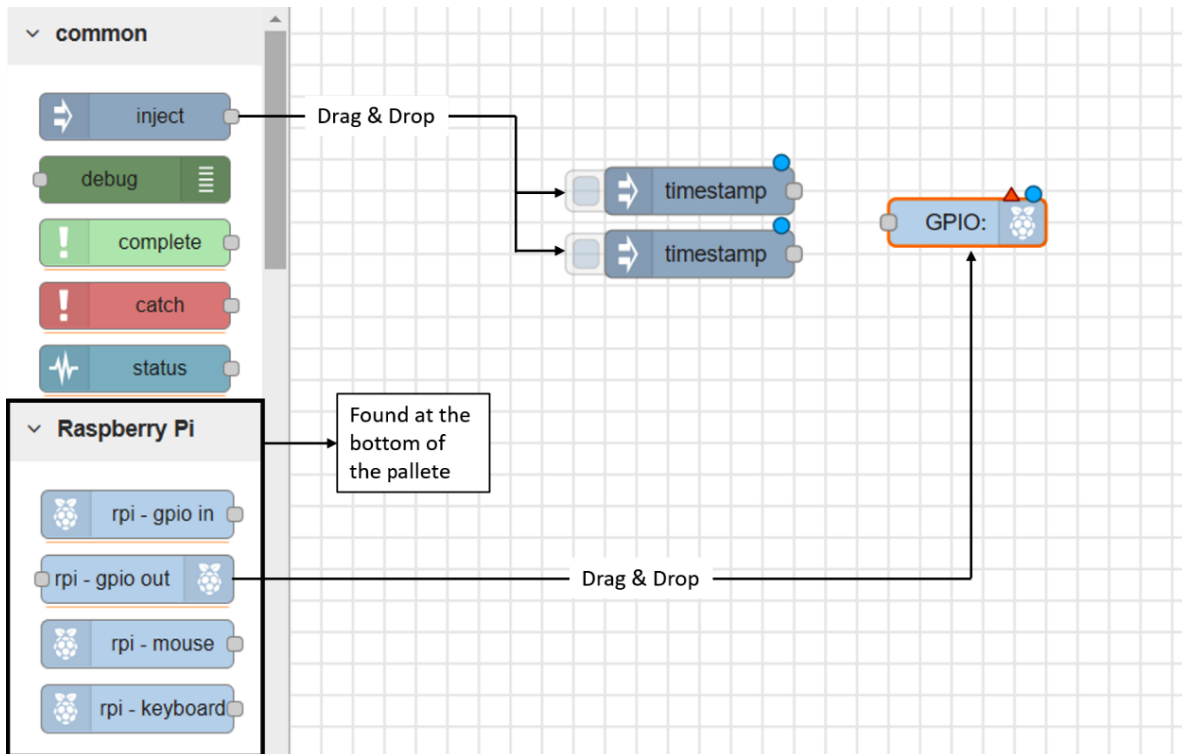 common
inject
debug
complete
catch
status
Raspberry Pi
rpi - gpio in
rpi - gpio out
rpi - mouse
rpi - keyboard
Drag & Drop
timestamp
timestamp
GPIO:
Found at the
bottom of
the pallete
Drag & Drop